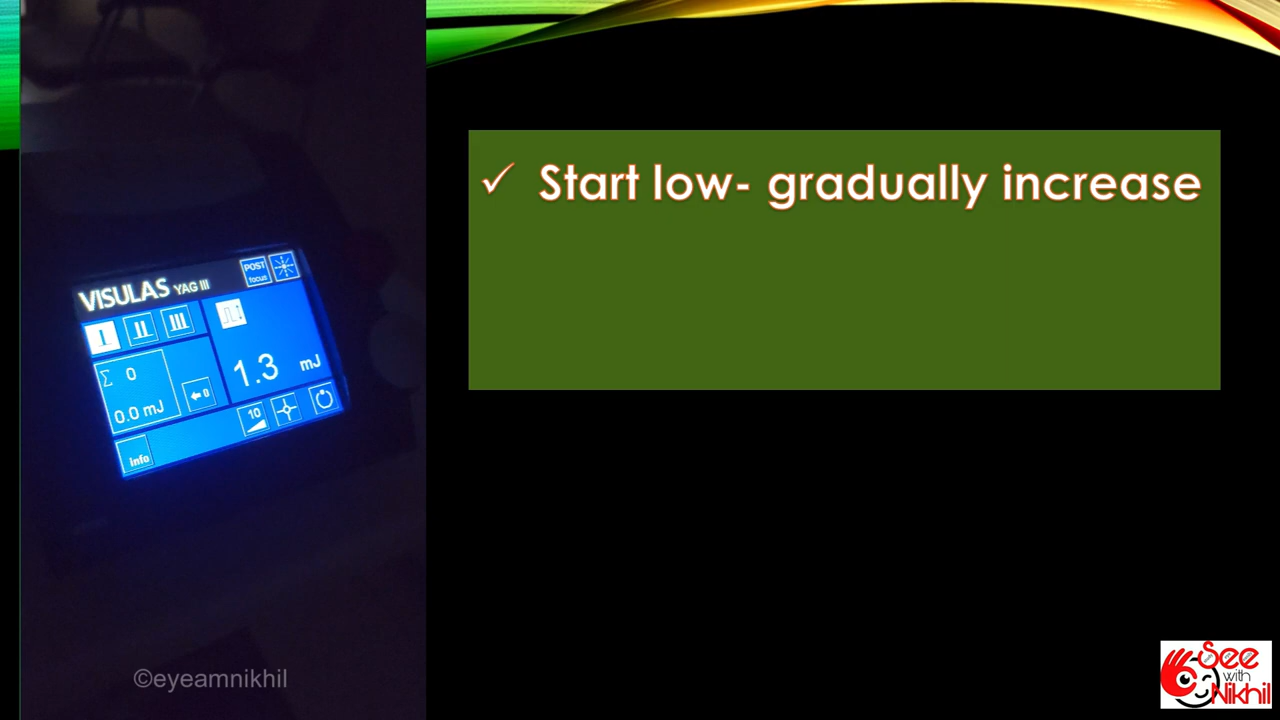 VISULAS YAG III
POST
focus
I II III
1.3 mJ
Σ 0
0.0 mJ
0
10
info
✓ Start low- gradually increase
©eyeamnikhil
See
with
Nikhil